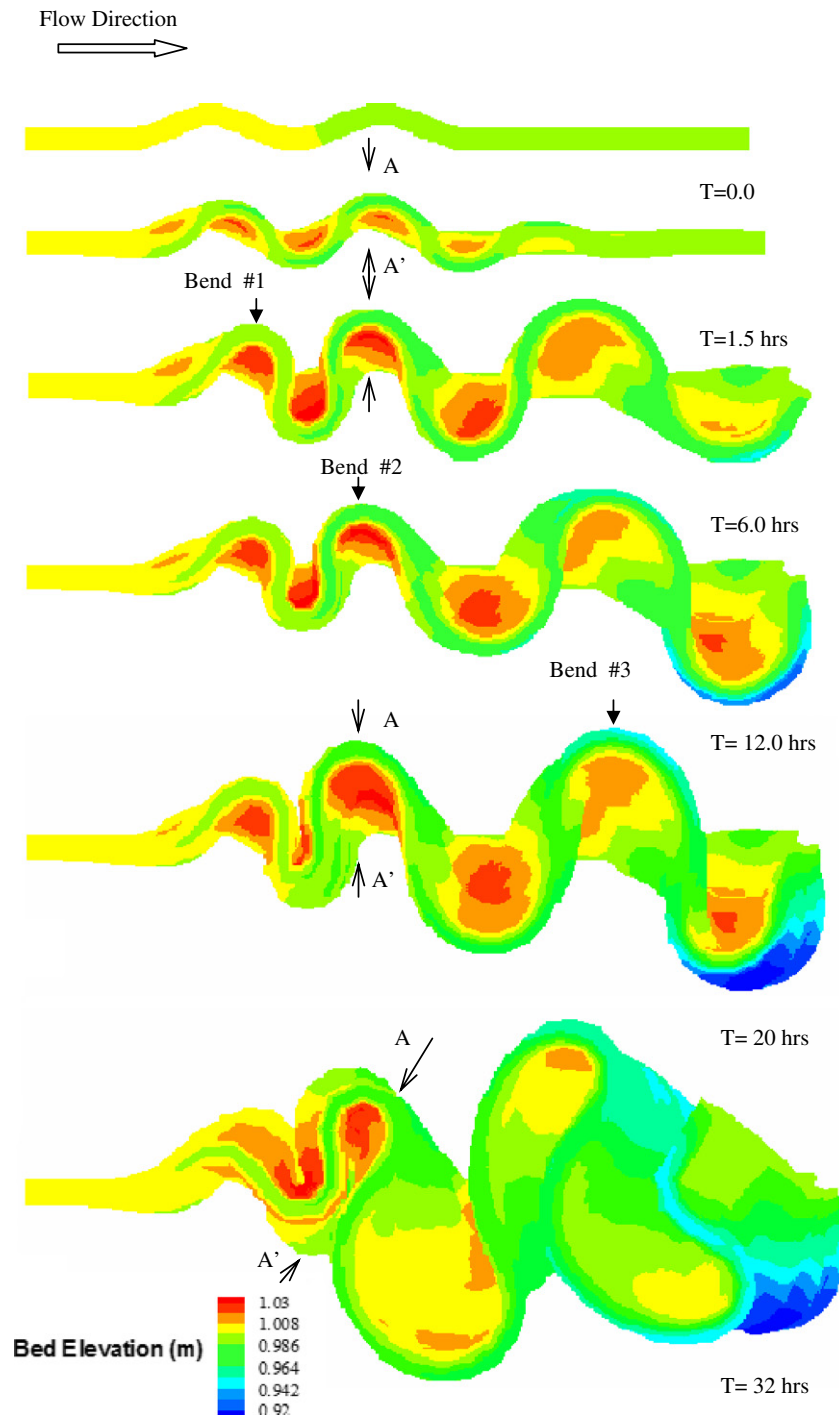 Flow Direction
A
T=0.0
A'
Bend #1
T=1.5 hrs
Bend #2
T=6.0 hrs
Bend #3
A
T= 12.0 hrs
A'
A
T= 20 hrs
A'
Bed Elevation (m)
1.03
1.008
0.986
0.964
0.942
0.92
T= 32 hrs